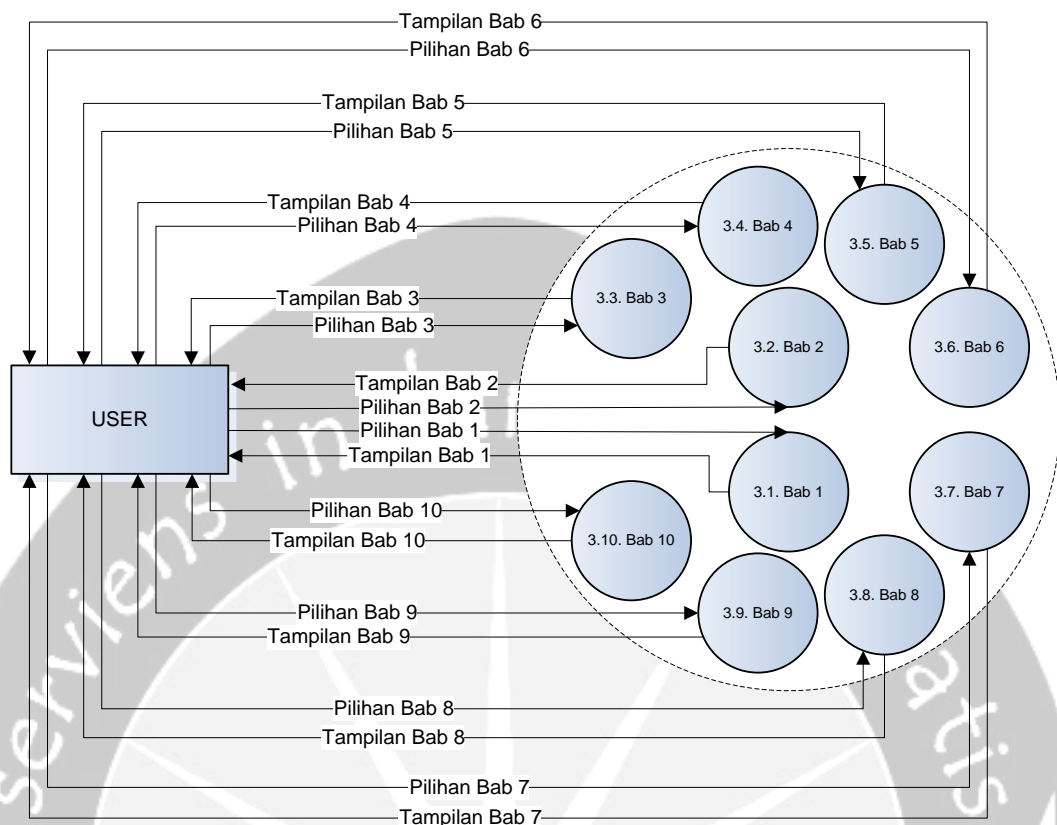 Tampilan Bab 6
Pilihan Bab 6
Tampilan Bab 5
Pilihan Bab 5
Tampilan Bab 4
Pilihan Bab 4
3.4. Bab 4
3.5. Bab 5
Tampilan Bab 3
3.3. Bab 3
Pilihan Bab 3
3.2. Bab 2
3.6. Bab 6
Tampilan Bab 2
Pilihan Bab 2
USER
Pilihan Bab 1
Tampilan Bab 1
3.1. Bab 1
3.7. Bab 7
Pilihan Bab 10
Tampilan Bab 10
3.10. Bab 10
3.8. Bab 8
Pilihan Bab 9
3.9. Bab 9
Tampilan Bab 9
Pilihan Bab 8
Tampilan Bab 8
Pilihan Bab 7
Tampilan Bab 7
serviens in
atis